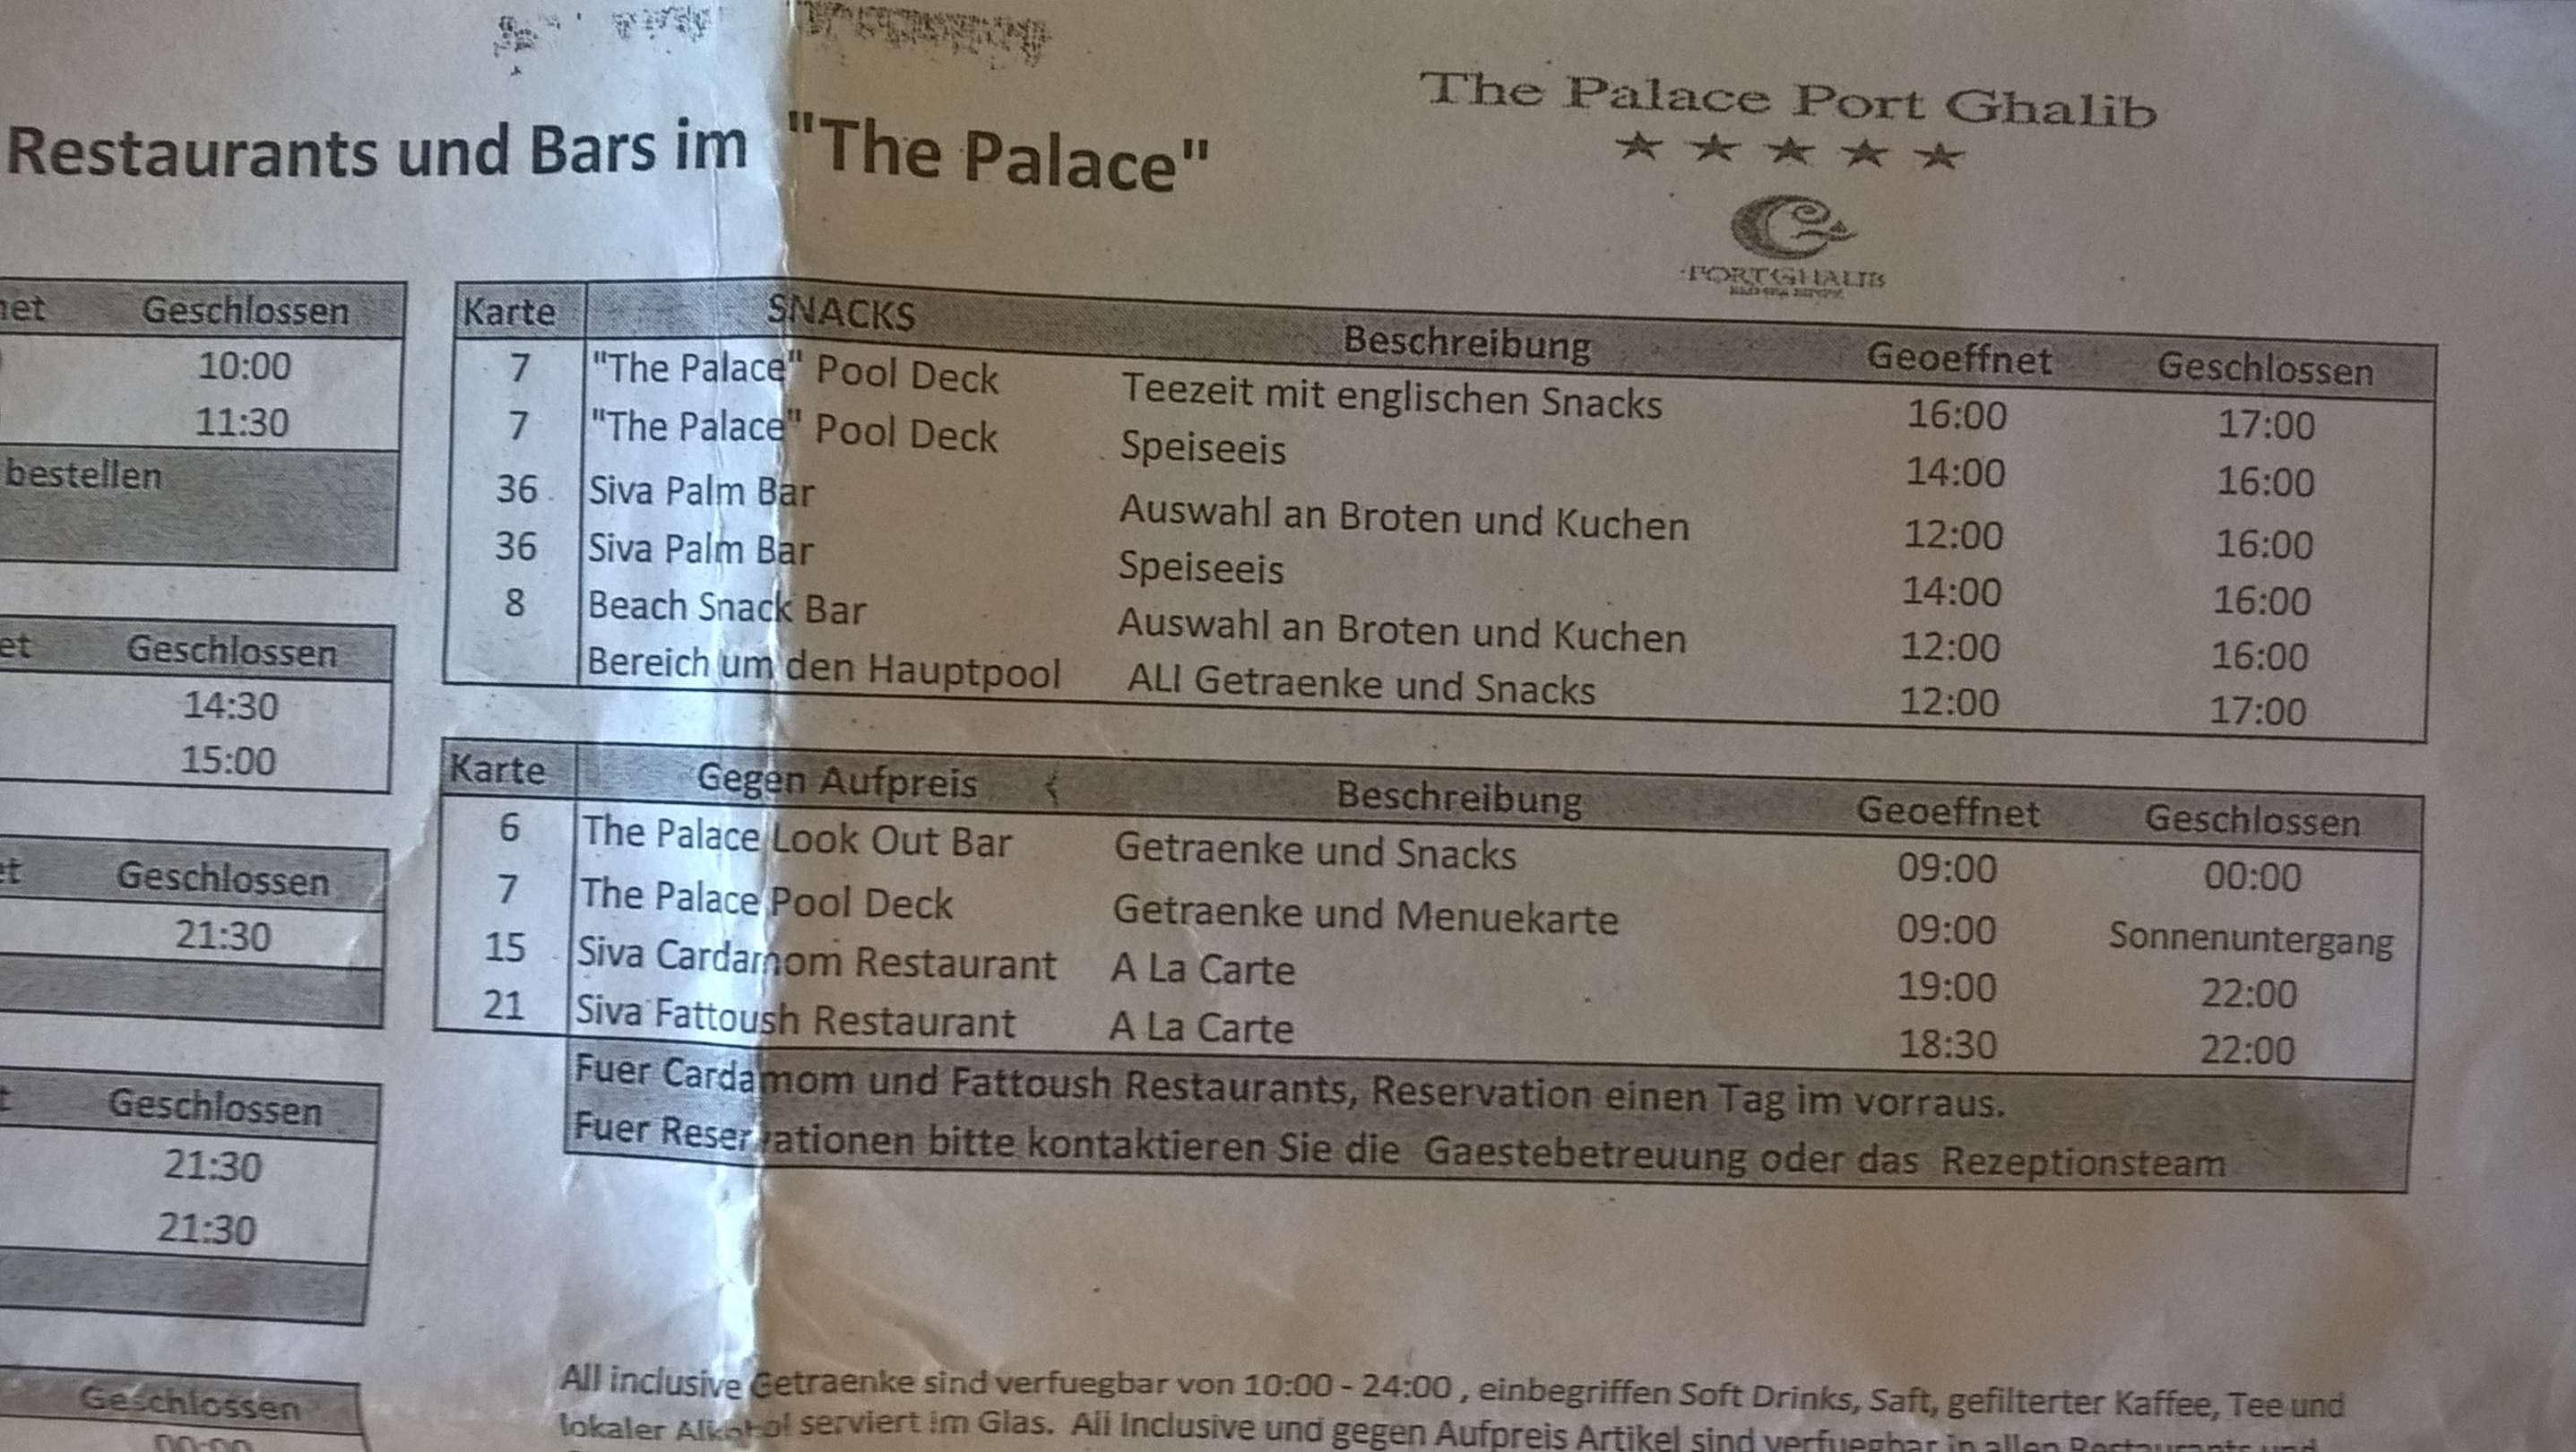 Restaurants und Bars im "The Palace"
The Palace Port Ghalib
PORT GHALIB
Geschlossen
10:00
11:30
bestellen
Geschlossen
14:30
15:00
Geschlossen
21:30
Geschlossen
21:30
21:30
Geschlossen
00:00
Karte SNACKS Beschreibung Geoeffnet Geschlossen
7 "The Palace" Pool Deck Teezeit mit englischen Snacks 16:00 17:00
7 "The Palace" Pool Deck Speiseeis 14:00 16:00
36 Siva Palm Bar Auswahl an Broten und Kuchen 12:00 16:00
36 Siva Palm Bar Speiseeis 14:00 16:00
8 Beach Snack Bar Auswahl an Broten und Kuchen 12:00 16:00
Bereich um den Hauptpool ALI Getraenke und Snacks 12:00 17:00
Karte Gegen Aufpreis Beschreibung Geoeffnet Geschlossen
6 The Palace Look Out Bar Getraenke und Snacks 09:00 00:00
7 The Palace Pool Deck Getraenke und Menuekarte 09:00 Sonnenuntergang
15 Siva Cardamom Restaurant A La Carte 19:00 22:00
21 Siva Fattoush Restaurant A La Carte 18:30 22:00
Fuer Cardamom und Fattoush Restaurants, Reservation einen Tag im vorraus.
Fuer Reservationen bitte kontaktieren Sie die Gaestebetreuung oder das Rezeptionsteam
All inclusive Getraenke sind verfuegbar von 10:00 - 24:00 , einbegriffen Soft Drinks, Saft, gefilterter Kaffee, Tee und
lokaler Alkohol serviert im Glas. All Inclusive und gegen Aufpreis Artikel sind verfuegbar in allen Restaurants und